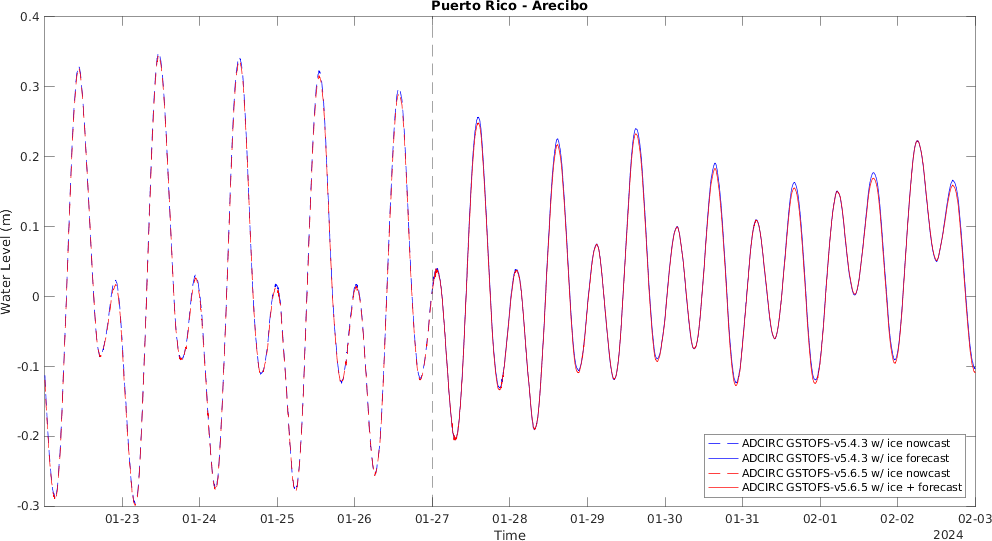 Puerto Rico - Arecibo
0.4
0.3
0.2
0.1
0
-0.1
-0.2
-0.3
Water Level (m)
01-23 01-24 01-25 01-26 01-27 01-28 01-29 01-30 01-31 02-01 02-02 02-03
Time
2024
ADCIRC GSTOFS-v5.4.3 w/ ice nowcast
ADCIRC GSTOFS-v5.4.3 w/ ice forecast
ADCIRC GSTOFS-v5.6.5 w/ ice nowcast
ADCIRC GSTOFS-v5.6.5 w/ ice + forecast